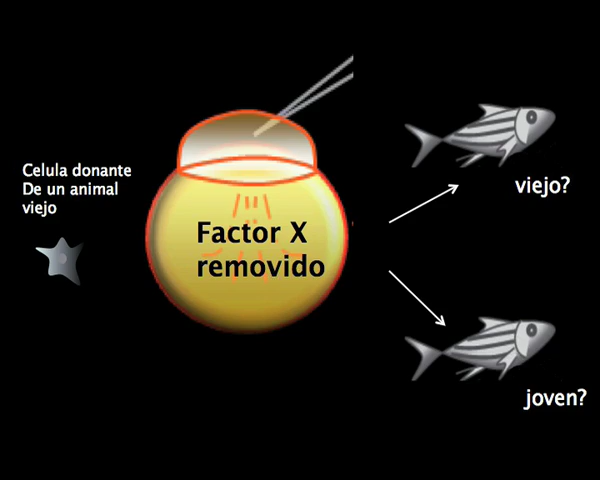 Celula donante
De un animal
viejo
Factor X
removido
viejo?
joven?